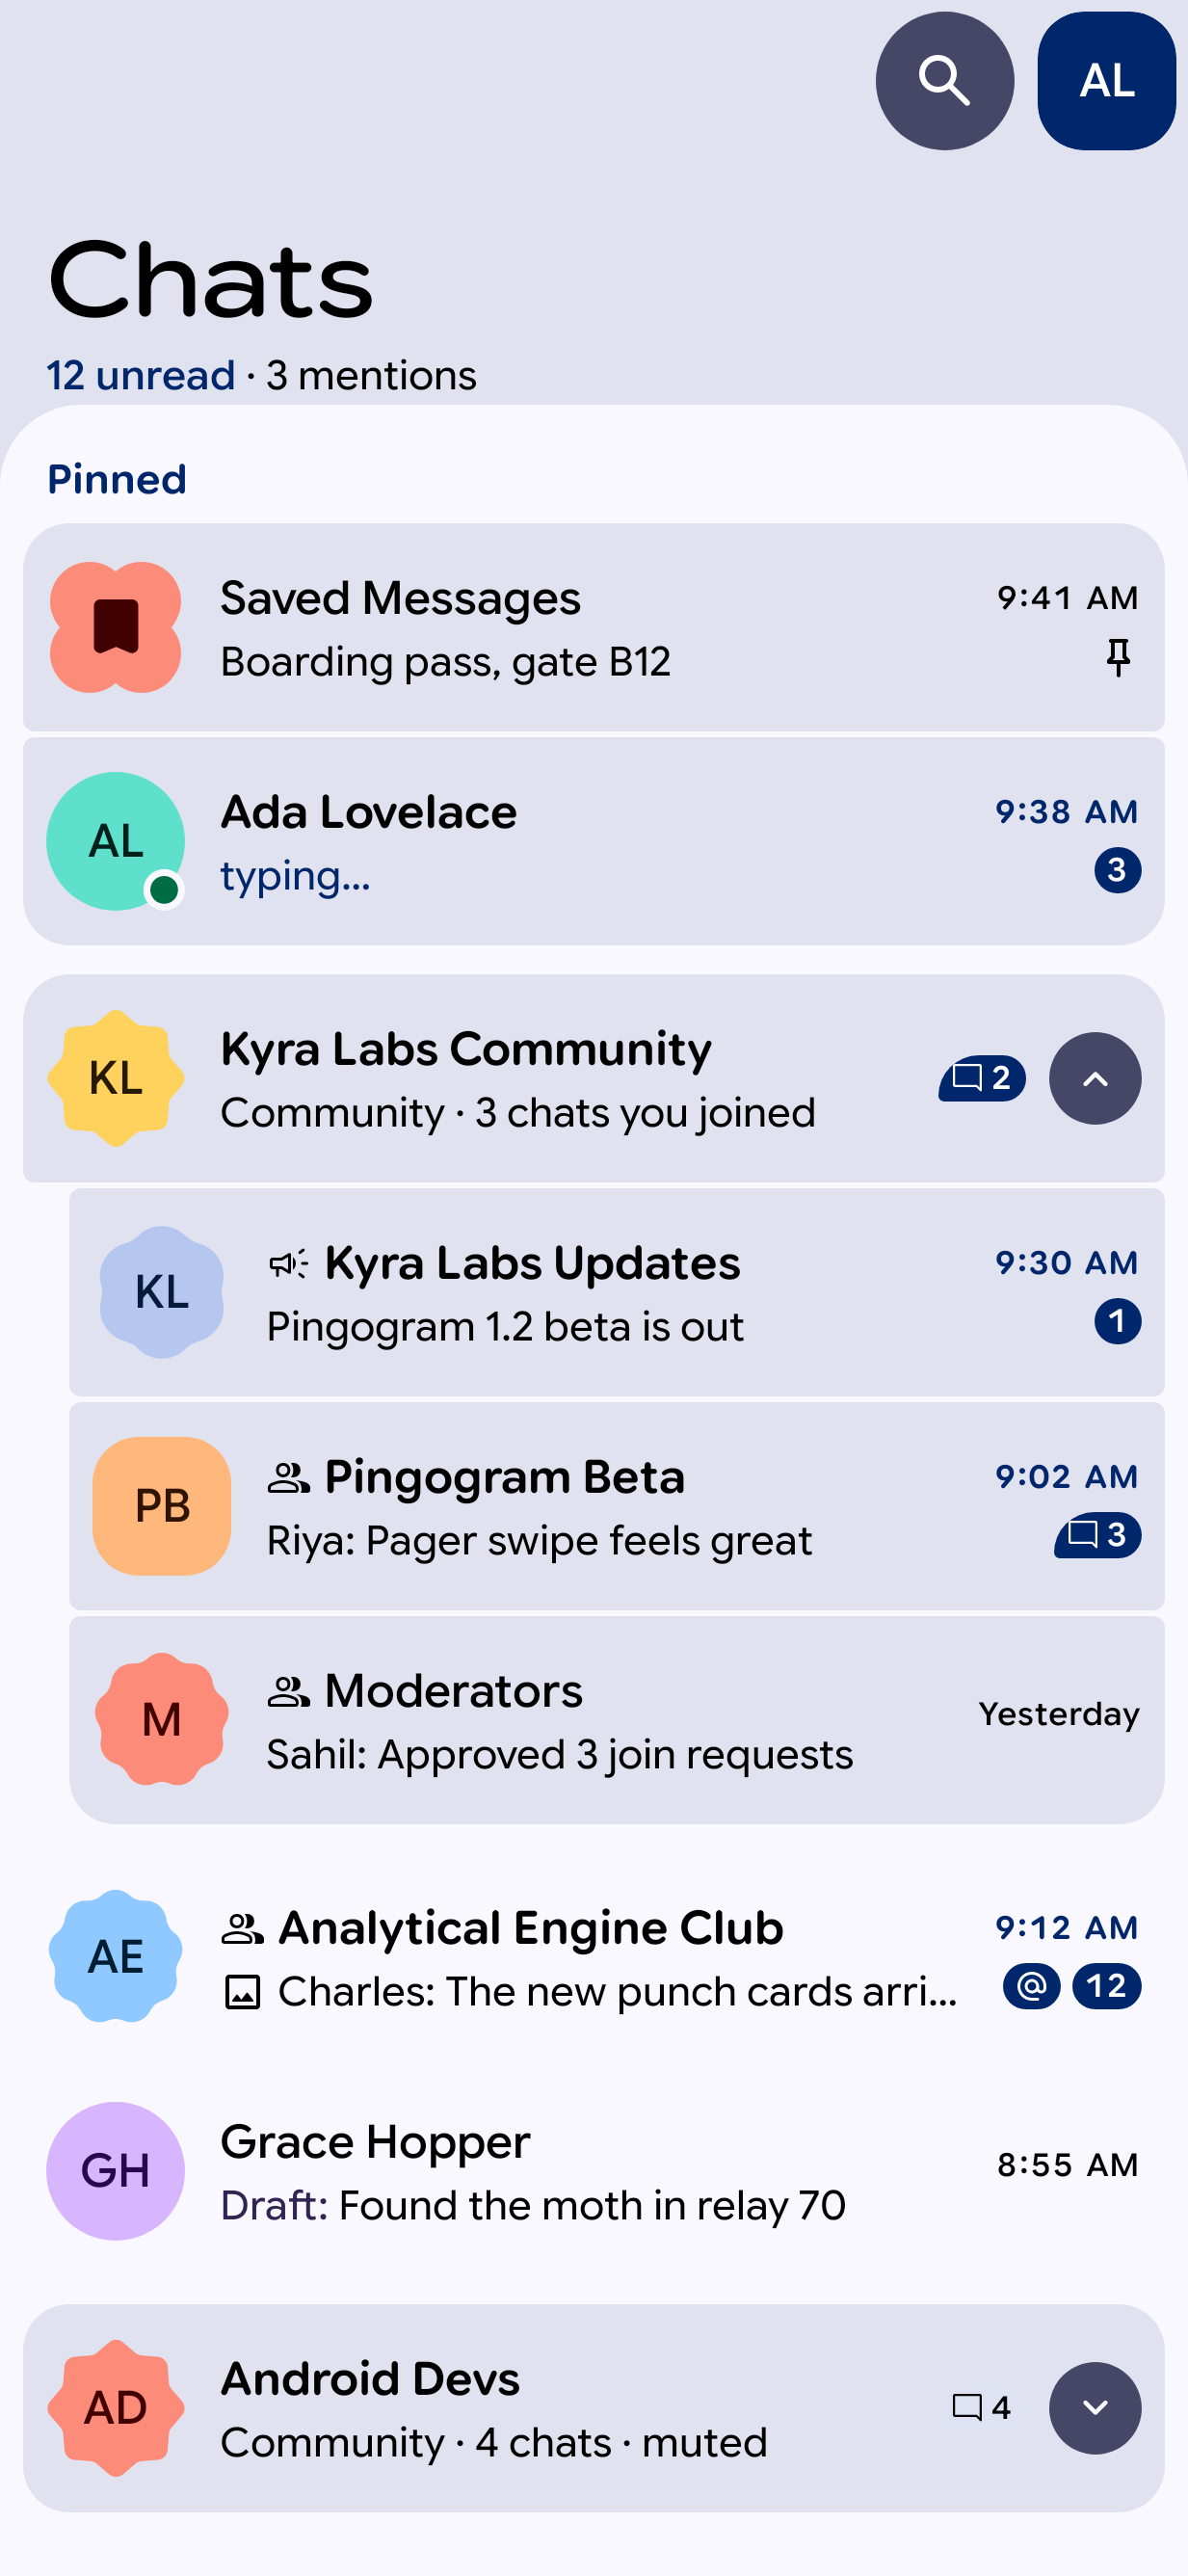 AL
Chats
12 unread · 3 mentions
Pinned
Saved Messages
9:41 AM
Boarding pass, gate B12
AL
Ada Lovelace
9:38 AM
typing...
3
KL
Kyra Labs Community
2
Community · 3 chats you joined
KL
Kyra Labs Updates
9:30 AM
Pingogram 1.2 beta is out
1
PB
Pingogram Beta
9:02 AM
Riya: Pager swipe feels great
3
M
Moderators
Yesterday
Sahil: Approved 3 join requests
AE
Analytical Engine Club
9:12 AM
Charles: The new punch cards arri...
@ 12
GH
Grace Hopper
8:55 AM
Draft: Found the moth in relay 70
AD
Android Devs
4
Community · 4 chats · muted